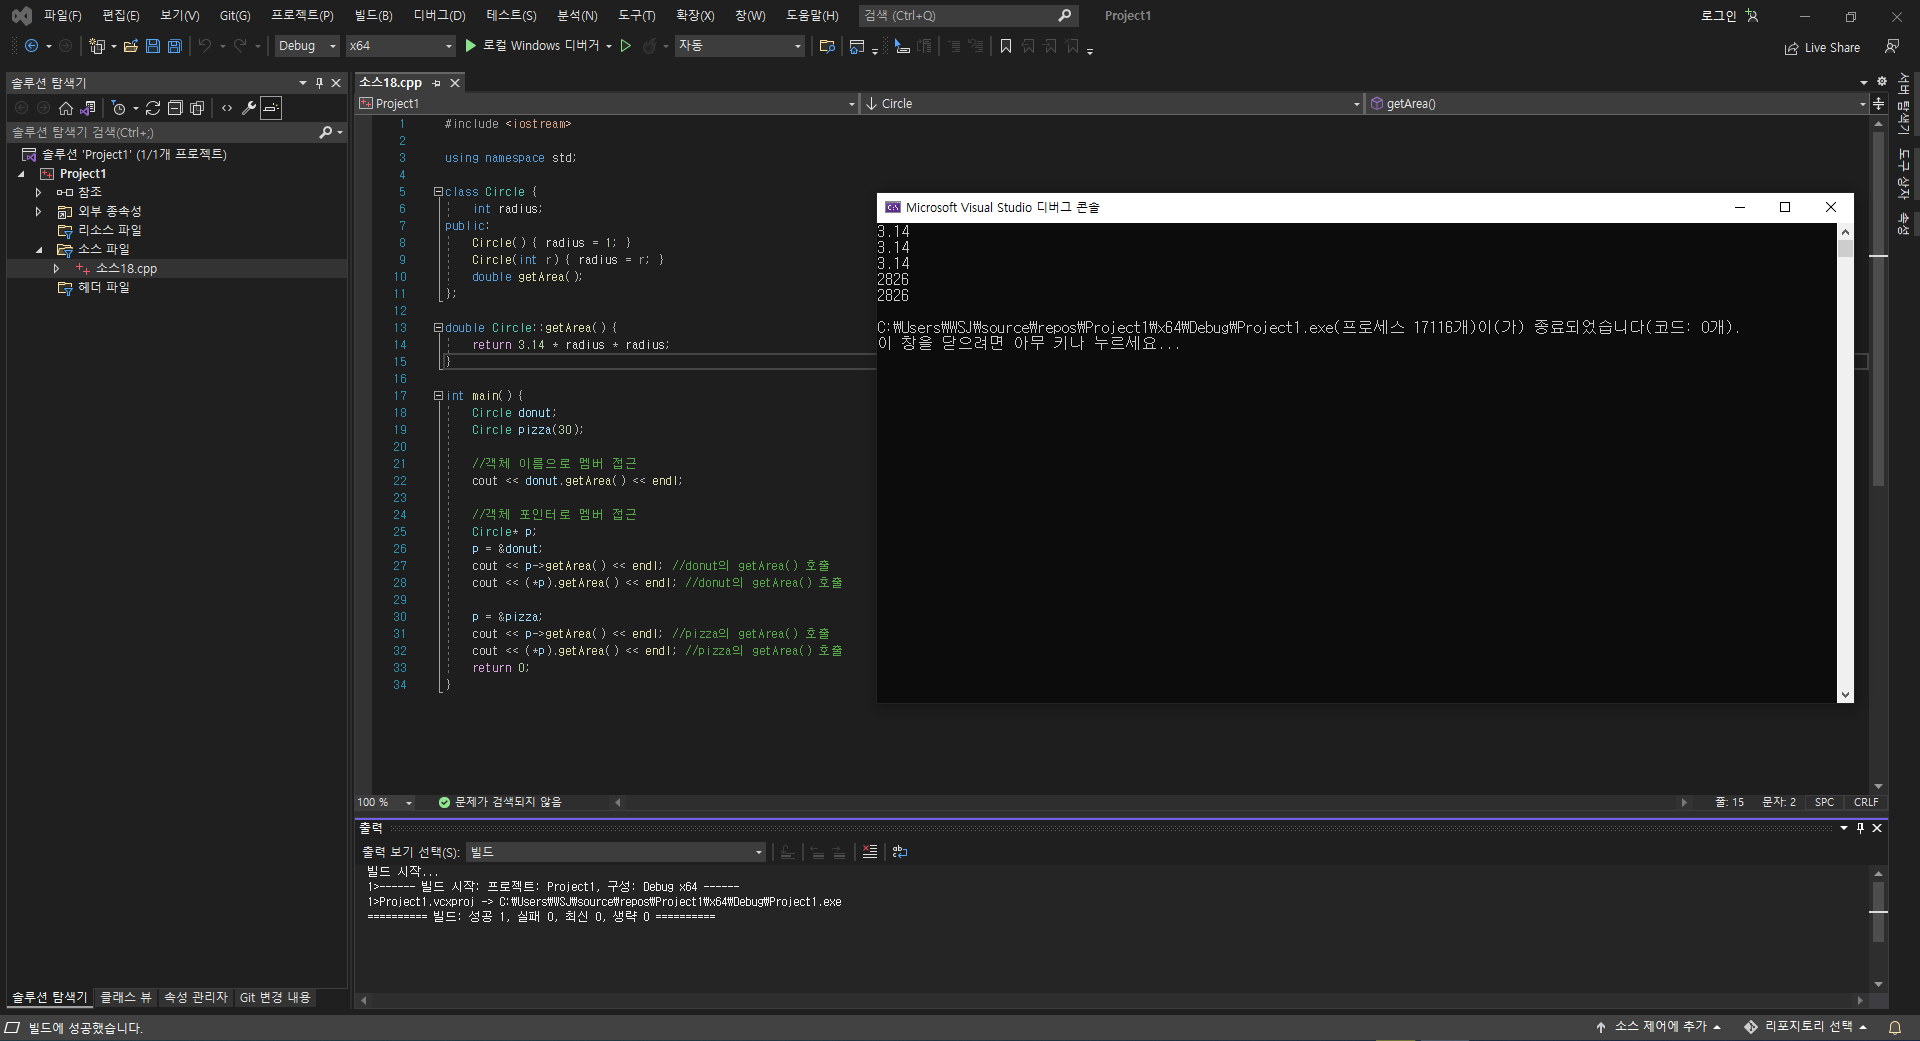 파일(F) 편집(E) 보기(V) Git(G) 프로젝트(P) 빌드(B) 디버그(D) 테스트(S) 분석(N) 도구(T) 확장(X) 창(W) 도움말(H) 검색 (Ctrl+Q) Project1 로그인
Debug x64 로컬 Windows 디버거 자동 Live Share
솔루션 탐색기
솔루션 탐색기 검색(Ctrl+;)
솔루션 'Project1' (1/1개 프로젝트)
Project1
참조
외부 종속성
리소스 파일
소스 파일
소스18.cpp
헤더 파일
솔루션 탐색기 클래스 뷰 속성 관리자 Git 변경 내용
소스18.cpp
Project1 Circle getArea()
1 #include <iostream>
2
3 using namespace std;
4
5 class Circle {
6 int radius;
7 public:
8 Circle() { radius = 1; }
9 Circle(int r) { radius = r; }
10 double getArea();
11 };
12
13 double Circle::getArea() {
14 return 3.14 * radius * radius;
15 }
16
17 int main() {
18 Circle donut;
19 Circle pizza(30);
20
21 //객체 이름으로 멤버 접근
22 cout << donut.getArea() << endl;
23
24 //객체 포인터로 멤버 접근
25 Circle* p;
26 p = &donut;
27 cout << p->getArea() << endl; //donut의 getArea() 호출
28 cout << (*p).getArea() << endl; //donut의 getArea() 호출
29
30 p = &pizza;
31 cout << p->getArea() << endl; //pizza의 getArea() 호출
32 cout << (*p).getArea() << endl; //pizza의 getArea() 호출
33 return 0;
34 }
Microsoft Visual Studio 디버그 콘솔
3.14
3.14
3.14
2826
2826
C:₩Users₩WSJ₩source₩repos₩Project1₩x64₩Debug₩Project1.exe(프로세스 17116개)이(가) 종료되었습니다(코드: 0개).
이 창을 닫으려면 아무 키나 누르세요...
서버 탐색기
도구 상자
속성
100 % 문제가 검색되지 않음 줄: 15 문자: 2 SPC CRLF
출력
출력 보기 선택(S): 빌드
빌드 시작...
1>------ 빌드 시작: 프로젝트: Project1, 구성: Debug x64 ------
1>Project1.vcxproj -> C:₩Users₩WSJ₩source₩repos₩Project1₩x64₩Debug₩Project1.exe
========== 빌드: 성공 1, 실패 0, 최신 0, 생략 0 ==========
빌드에 성공했습니다. 소스 제어에 추가 리포지토리 선택